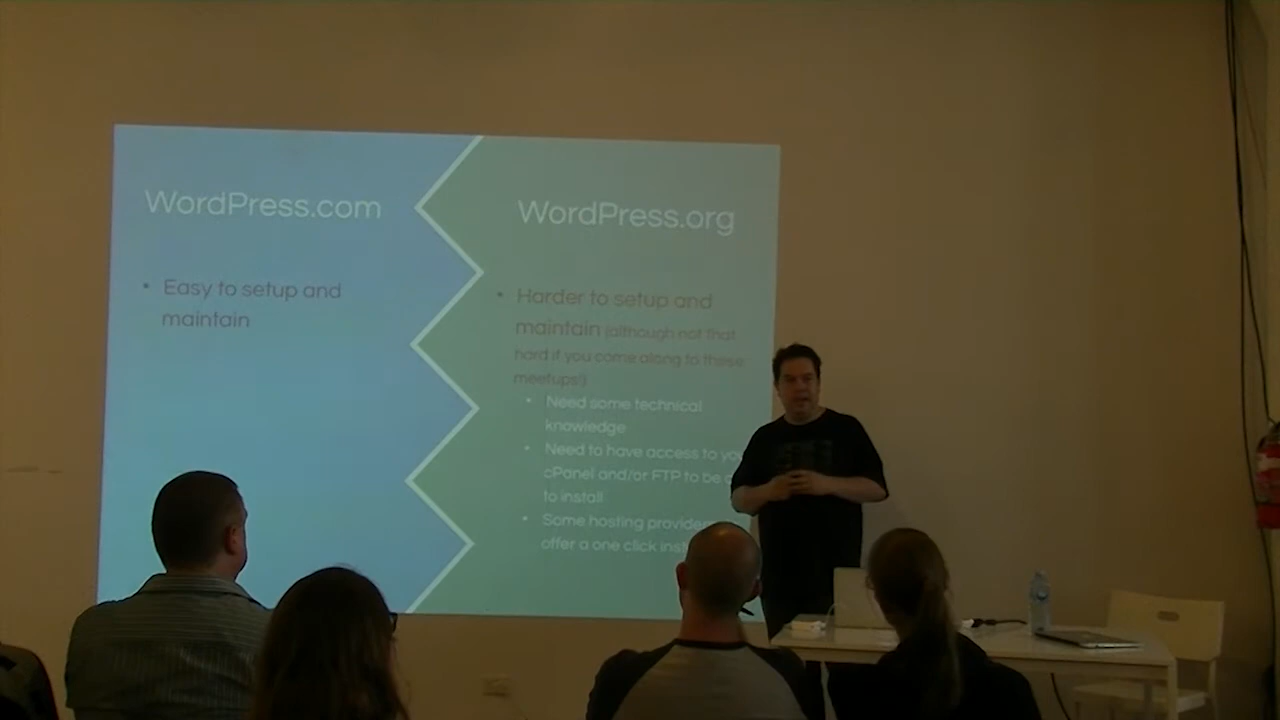 WordPress.com
• Easy to setup and
maintain
WordPress.org
• Harder to setup and
maintain (although not that
hard if you come along to these
meetups!)
• Need some technical
knowledge
• Need to have access to
cPanel and/or FTP to be
to install
• Some hosting
offer a one click